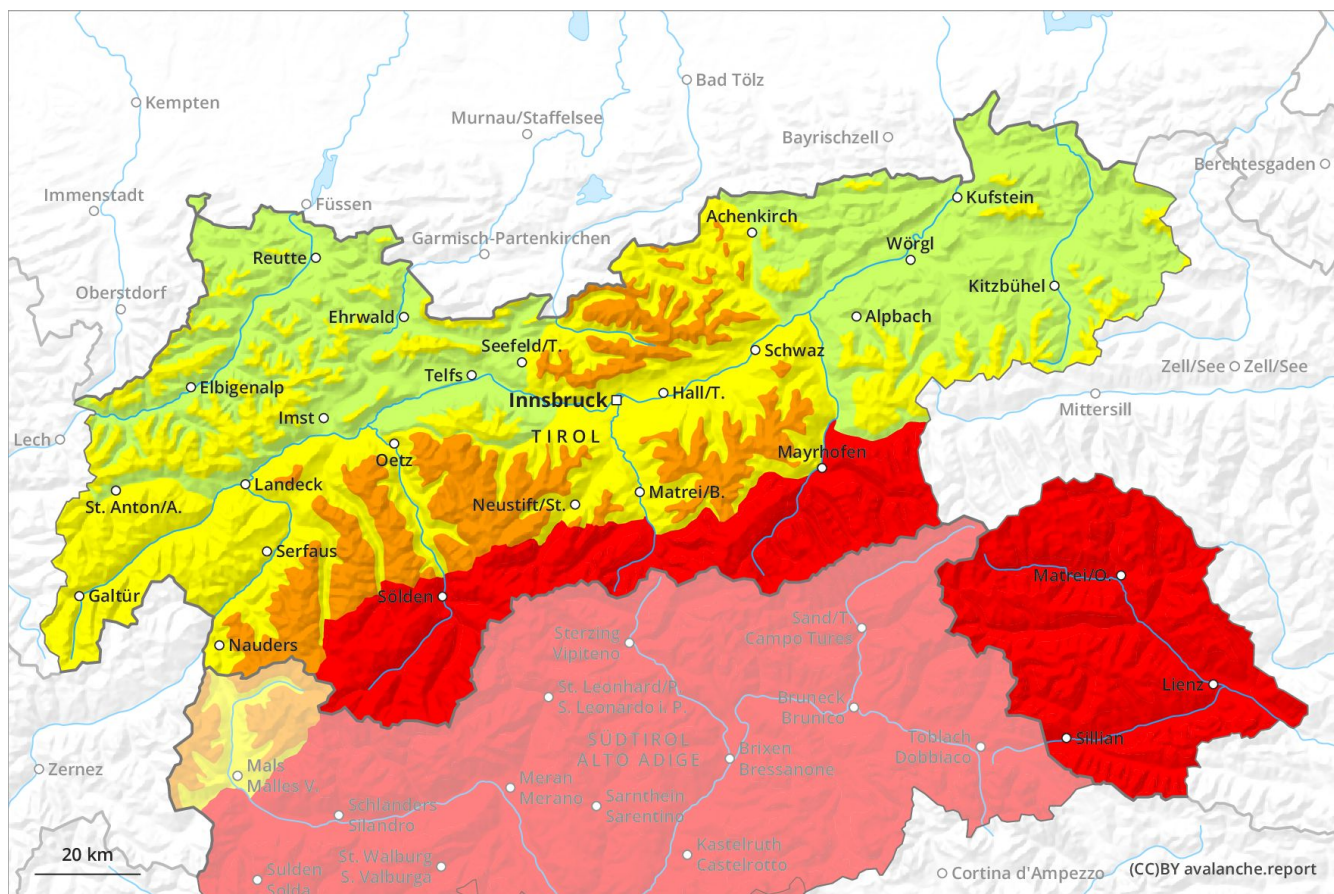 Kempten
Bad Tölz
Murnau/Staffelsee
Bayrischzell
Berchtesgaden
Immenstadt
Füssen
Kufstein
Achenkirch
Garmisch-Partenkirchen
Wörgl
Reutte
Kitzbühel
Oberstdorf
Ehrwald
Alpbach
Seefeld/T.
Schwaz
Telfs
Zell/See
Zell/See
Elbigenalp
Hall/T.
Innsbruck
Mittersill
Imst
Lech
TIROL
Mayrhofen
Oetz
Landeck
St. Anton/A.
Neustift/St.
Matrei/B.
Serfaus
Matrei/O.
Galtür
Sölden
Sand/T.
Campo Tures
Sterzing
Vipiteno
Nauders
Lienz
St. Leonhard/P.
S. Leonardo i. P.
Bruneck
Brunico
Toblach
Dobbiaco
Sillian
SÜDTIROL
ALTO ADIGE
Brixen
Bressanone
Zernez
Mals
Malles V.
Meran
Merano
Sarnthein
Sarentino
Schlanders
Silandro
Kastelruth
Castelrotto
20 km
St. Walburg
S. Valburga
Sulden
Solda
Cortina d'Ampezzo
(CC)BY avalanche.report